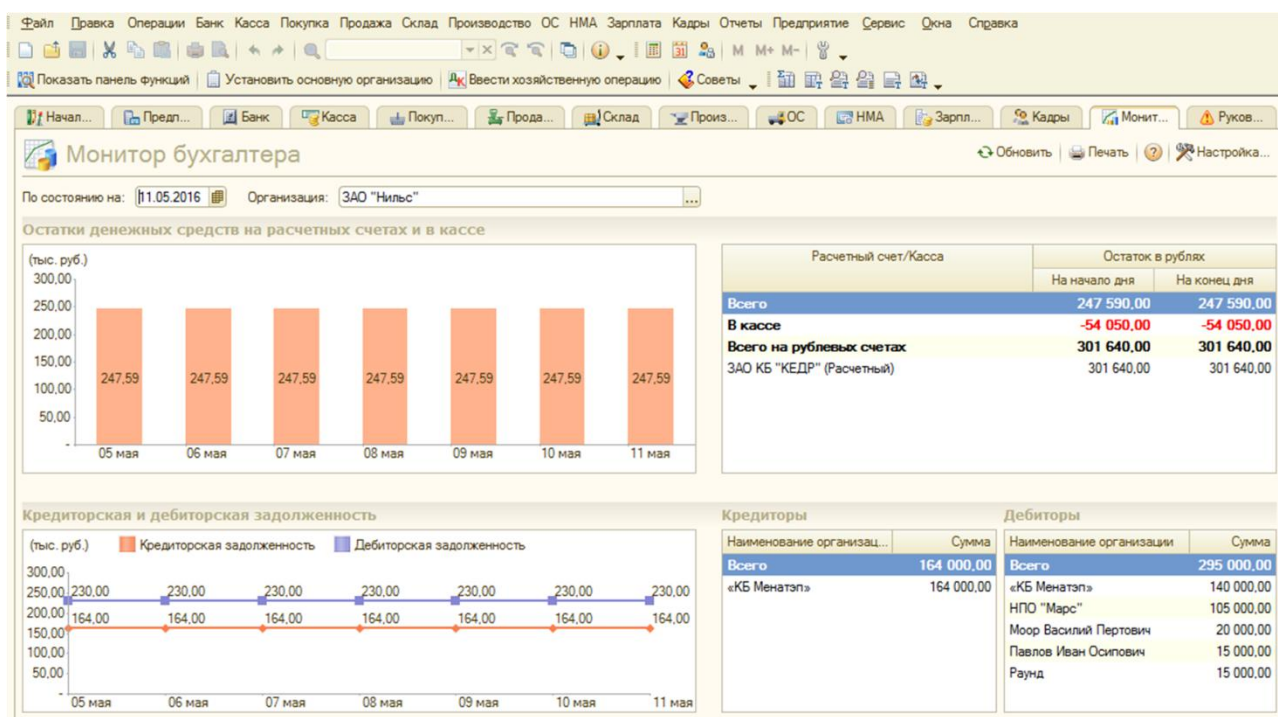 Файл Правка Операции Банк Касса Покупка Продажа Склад Производство ОС НМА Зарплата Кадры Отчеты Предприятие Сервис Окна Справка
М М+ М-
Показать панель функций Установить основную организацию Ввести хозяйственную операцию Советы
Начал... Предп... Банк Касса Покуп... Прода... Склад Произ... ОС НМА Зарпл... Кадры Монит... Руков...
Монитор бухгалтера Обновить Печать Настройка...
По состоянию на: 11.05.2016 Организация: ЗАО "Нильс" ...
Остатки денежных средств на расчетных счетах и в кассе
(тыс. руб.)
300,00
250,00
200,00
150,00
100,00
50,00
-
247,59 247,59 247,59 247,59 247,59 247,59 247,59
05 мая 06 мая 07 мая 08 мая 09 мая 10 мая 11 мая
Расчетный счет/Касса Остаток в рублях
На начало дня На конец дня
Всего 247 590,00 247 590,00
В кассе -54 050,00 -54 050,00
Всего на рублевых счетах 301 640,00 301 640,00
ЗАО КБ "КЕДР" (Расчетный) 301 640,00 301 640,00
Кредиторская и дебиторская задолженность
(тыс. руб.) Кредиторская задолженность Дебиторская задолженность
300,00
250,00
200,00
150,00
100,00
50,00
-
230,00 230,00 230,00 230,00 230,00 230,00 230,00
164,00 164,00 164,00 164,00 164,00 164,00 164,00
05 мая 06 мая 07 мая 08 мая 09 мая 10 мая 11 мая
Кредиторы
Наименование организац... Сумма
Всего 164 000,00
«КБ Менатэп» 164 000,00
Дебиторы
Наименование организации Сумма
Всего 295 000,00
«КБ Менатэп» 140 000,00
НПО "Марс" 105 000,00
Моор Василий Пертович 20 000,00
Павлов Иван Осипович 15 000,00
Раунд 15 000,00